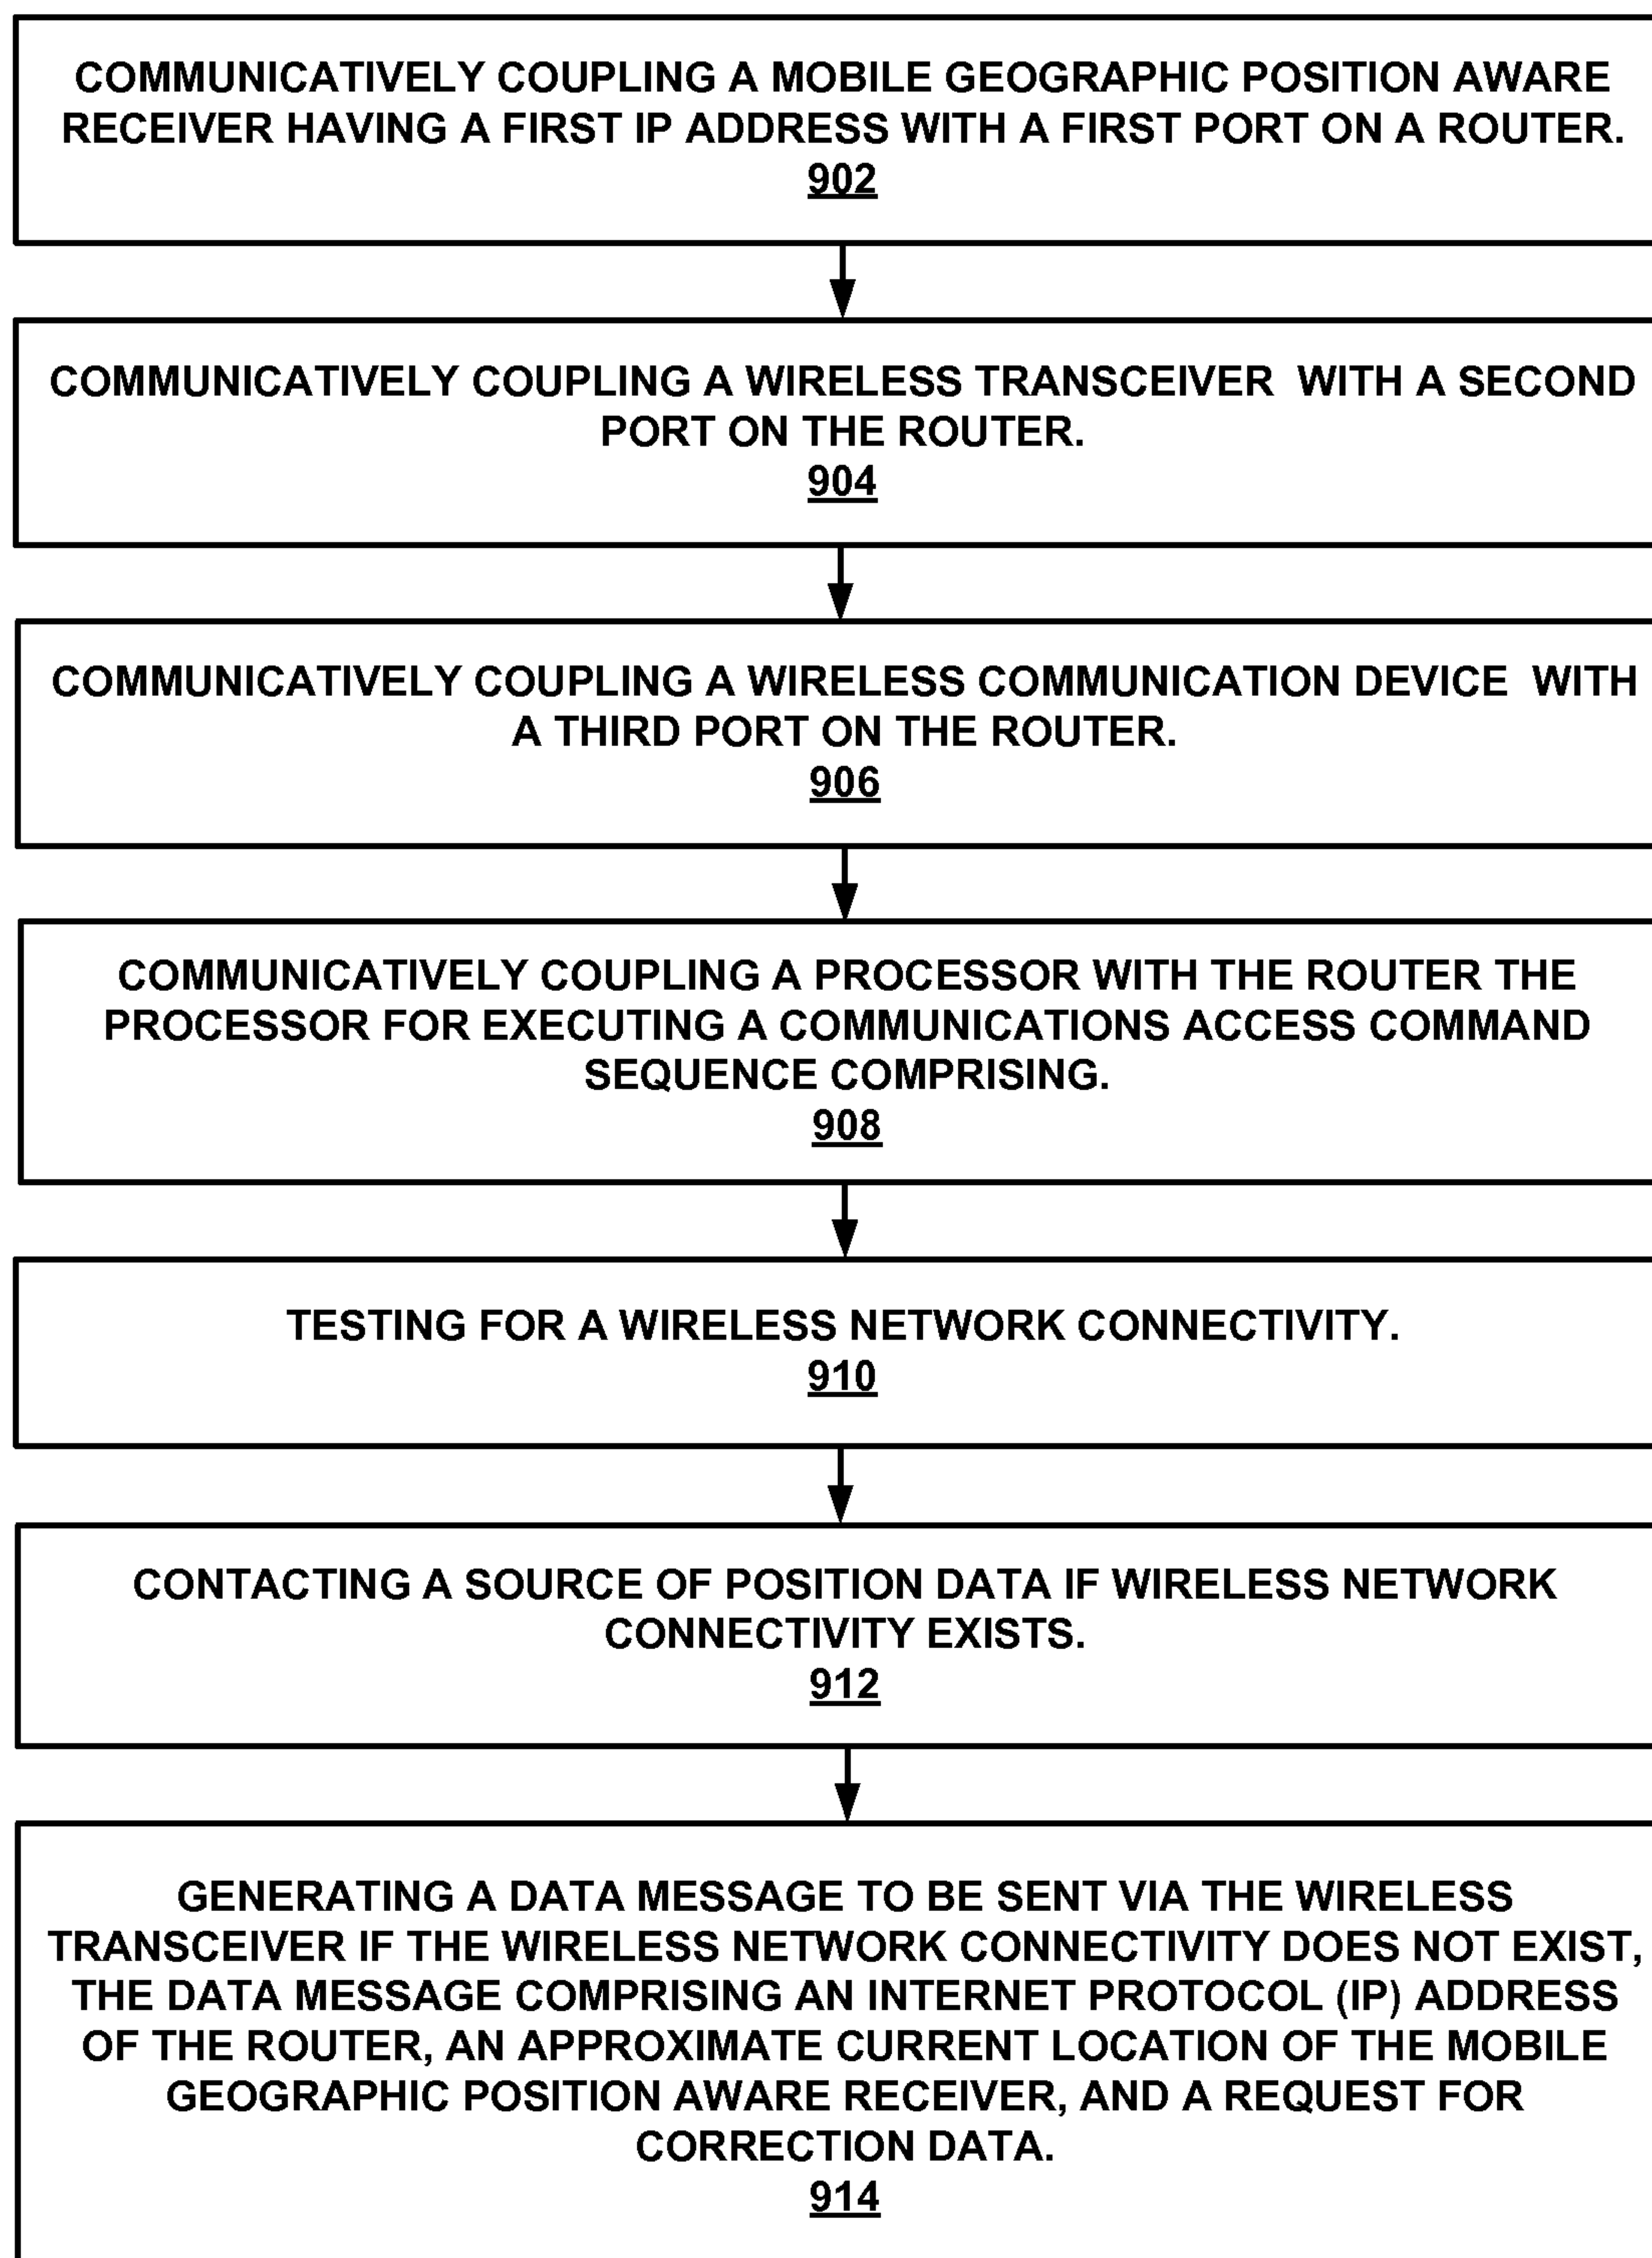 COMMUNICATIVELY COUPLING A MOBILE GEOGRAPHIC POSITION AWARE
RECEIVER HAVING A FIRST IP ADDRESS WITH A FIRST PORT ON A ROUTER.
902
COMMUNICATIVELY COUPLING A WIRELESS TRANSCEIVER WITH A SECOND
PORT ON THE ROUTER.
904
COMMUNICATIVELY COUPLING A WIRELESS COMMUNICATION DEVICE WITH
A THIRD PORT ON THE ROUTER.
906
COMMUNICATIVELY COUPLING A PROCESSOR WITH THE ROUTER THE
PROCESSOR FOR EXECUTING A COMMUNICATIONS ACCESS COMMAND
SEQUENCE COMPRISING.
908
TESTING FOR A WIRELESS NETWORK CONNECTIVITY.
910
CONTACTING A SOURCE OF POSITION DATA IF WIRELESS NETWORK
CONNECTIVITY EXISTS.
912
GENERATING A DATA MESSAGE TO BE SENT VIA THE WIRELESS
TRANSCEIVER IF THE WIRELESS NETWORK CONNECTIVITY DOES NOT EXIST,
THE DATA MESSAGE COMPRISING AN INTERNET PROTOCOL (IP) ADDRESS
OF THE ROUTER, AN APPROXIMATE CURRENT LOCATION OF THE MOBILE
GEOGRAPHIC POSITION AWARE RECEIVER, AND A REQUEST FOR
CORRECTION DATA.
914